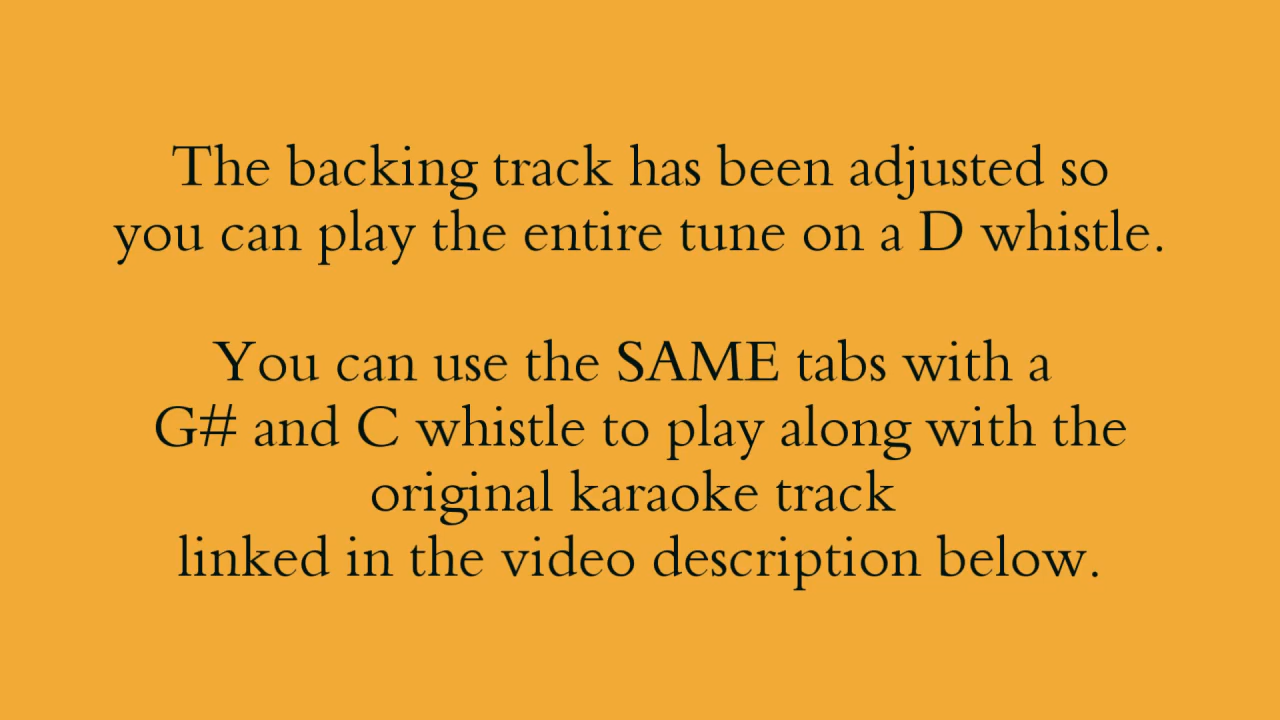 The backing track has been adjusted so
you can play the entire tune on a D whistle.
You can use the SAME tabs with a
G# and C whistle to play along with the
original karaoke track
linked in the video description below.